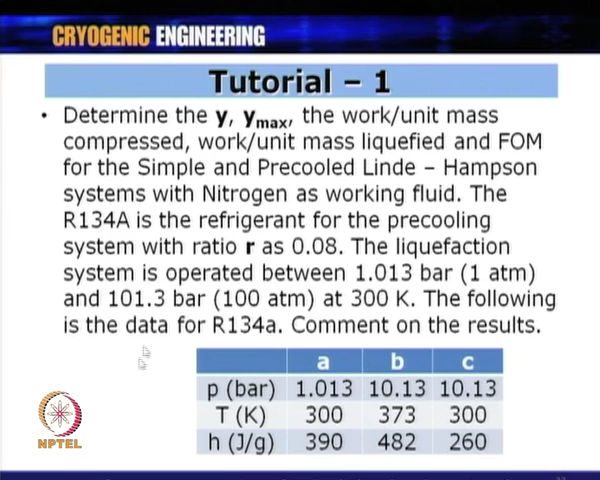 CRYOGENIC ENGINEERING
Tutorial – 1
• Determine the y, ymax, the work/unit mass
compressed, work/unit mass liquefied and FOM
for the Simple and Precooled Linde – Hampson
systems with Nitrogen as working fluid. The
R134A is the refrigerant for the precooling
system with ratio r as 0.08. The liquefaction
system is operated between 1.013 bar (1 atm)
and 101.3 bar (100 atm) at 300 K. The following
is the data for R134a. Comment on the results.
a b c
p (bar) 1.013 10.13 10.13
T (K) 300 373 300
h (J/g) 390 482 260
NPTEL